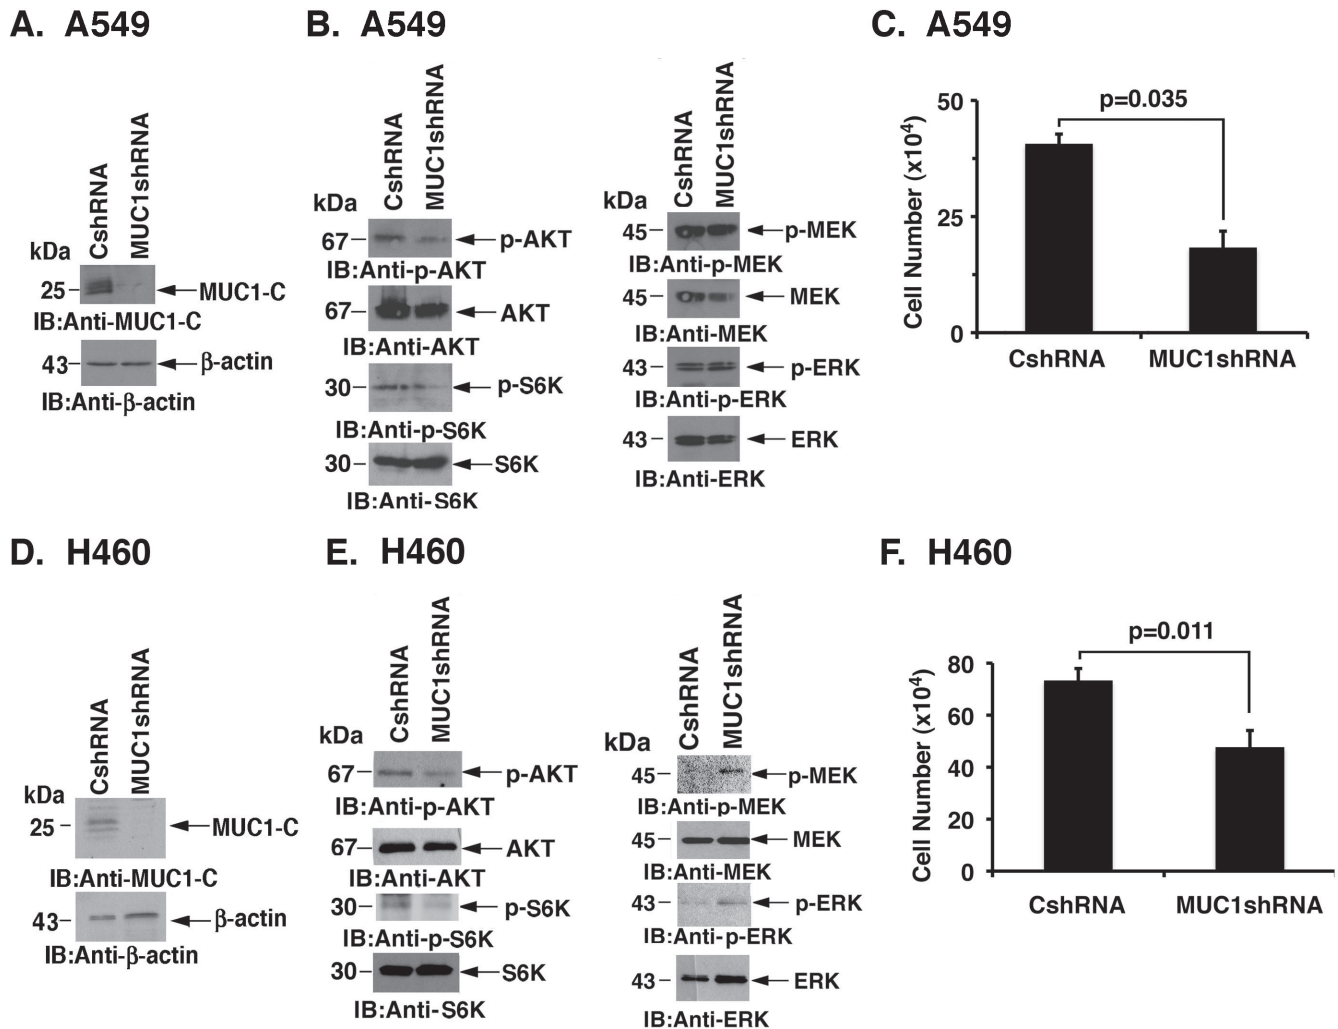 A. A549
kDa
CshRNA
MUC1shRNA
25
MUC1-C
IB:Anti-MUC1-C
43
β-actin
IB:Anti-β-actin
B. A549
kDa
CshRNA
MUC1shRNA
67
p-AKT
IB:Anti-p-AKT
67
AKT
IB:Anti-AKT
30
p-S6K
IB:Anti-p-S6K
30
S6K
IB:Anti-S6K
kDa
CshRNA
MUC1shRNA
45
p-MEK
IB:Anti-p-MEK
45
MEK
IB:Anti-MEK
43
p-ERK
IB:Anti-p-ERK
43
ERK
IB:Anti-ERK
C. A549
p=0.035
Cell Number (x10⁴)
50
25
0
CshRNA
MUC1shRNA
D. H460
kDa
CshRNA
MUC1shRNA
25
MUC1-C
IB:Anti-MUC1-C
43
β-actin
IB:Anti-β-actin
E. H460
kDa
CshRNA
MUC1shRNA
67
p-AKT
IB:Anti-p-AKT
67
AKT
IB:Anti-AKT
30
p-S6K
IB:Anti-p-S6K
30
S6K
IB:Anti-S6K
kDa
CshRNA
MUC1shRNA
45
p-MEK
IB:Anti-p-MEK
45
MEK
IB:Anti-MEK
43
p-ERK
IB:Anti-p-ERK
43
ERK
IB:Anti-ERK
F. H460
p=0.011
Cell Number (x10⁴)
80
60
40
20
0
CshRNA
MUC1shRNA